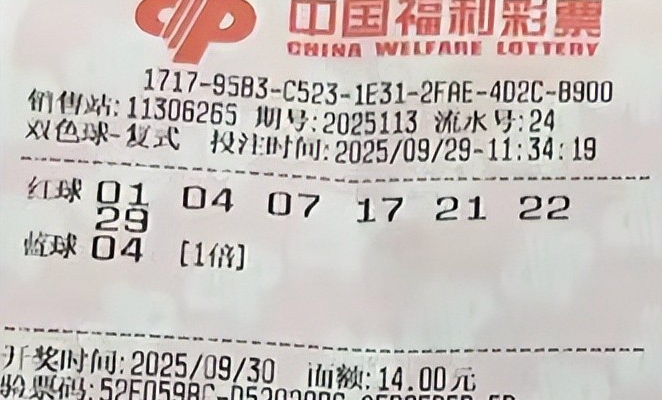 中国福利彩票
CHINA WELFARE LOTTERY
1717-95B3-C523-1E31-2FAE-4D2C-B900
销售站:11306265 期号:2025113 流水号:24
双色球-复式 投注时间:2025/09/29-11:34:19
红球 01 04 07 17 21 22
29
蓝球 04 [1倍]
开奖时间:2025/09/30 面额:14.00元
验票码: